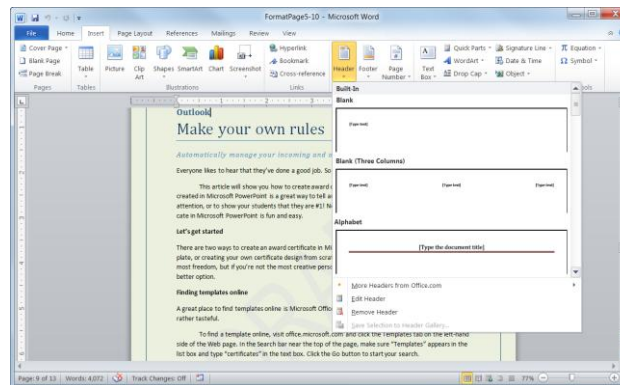 FormatPage5-10 - Microsoft Word
File Home Insert Page Layout References Mailings Review View
Cover Page
Blank Page
Page Break
Pages
Table
Tables
Picture Clip Art Shapes SmartArt Chart Screenshot
Illustrations
Hyperlink
Bookmark
Cross-reference
Links
Header Footer Page Number
Text Box
Quick Parts
WordArt
Drop Cap
Signature Line
Date & Time
Object
Equation
Symbol
Built-In
Blank
[Type text]
Blank (Three Columns)
[Type text] [Type text] [Type text]
Alphabet
[Type the document title]
More Headers from Office.com
Edit Header
Remove Header
Save Selection to Header Gallery...
Outlook
Make your own rules
Automatically manage your incoming and
Everyone likes to hear that they've done a good job. So
This article will show you how to create award
created in Microsoft PowerPoint is a great way to tell
attention, or to show your students that they are #1!
cate in Microsoft PowerPoint is fun and easy.
Let's get started
There are two ways to create an award certificate in
plate, or creating your own certificate design from
most freedom, but if you're not the most creative
better option.
Finding templates online
A great place to find templates online is Microsoft
rather tasteful.
To find a template online, visit office.microsoft.com and click the Templates tab on the left-hand
side of the Web page. In the Search bar near the top of the page, make sure "Templates" appears in the
list box and type "certificates" in the text box. Click the Go button to start your search.
Page: 9 of 13 Words: 4,072 Track Changes: Off 77%